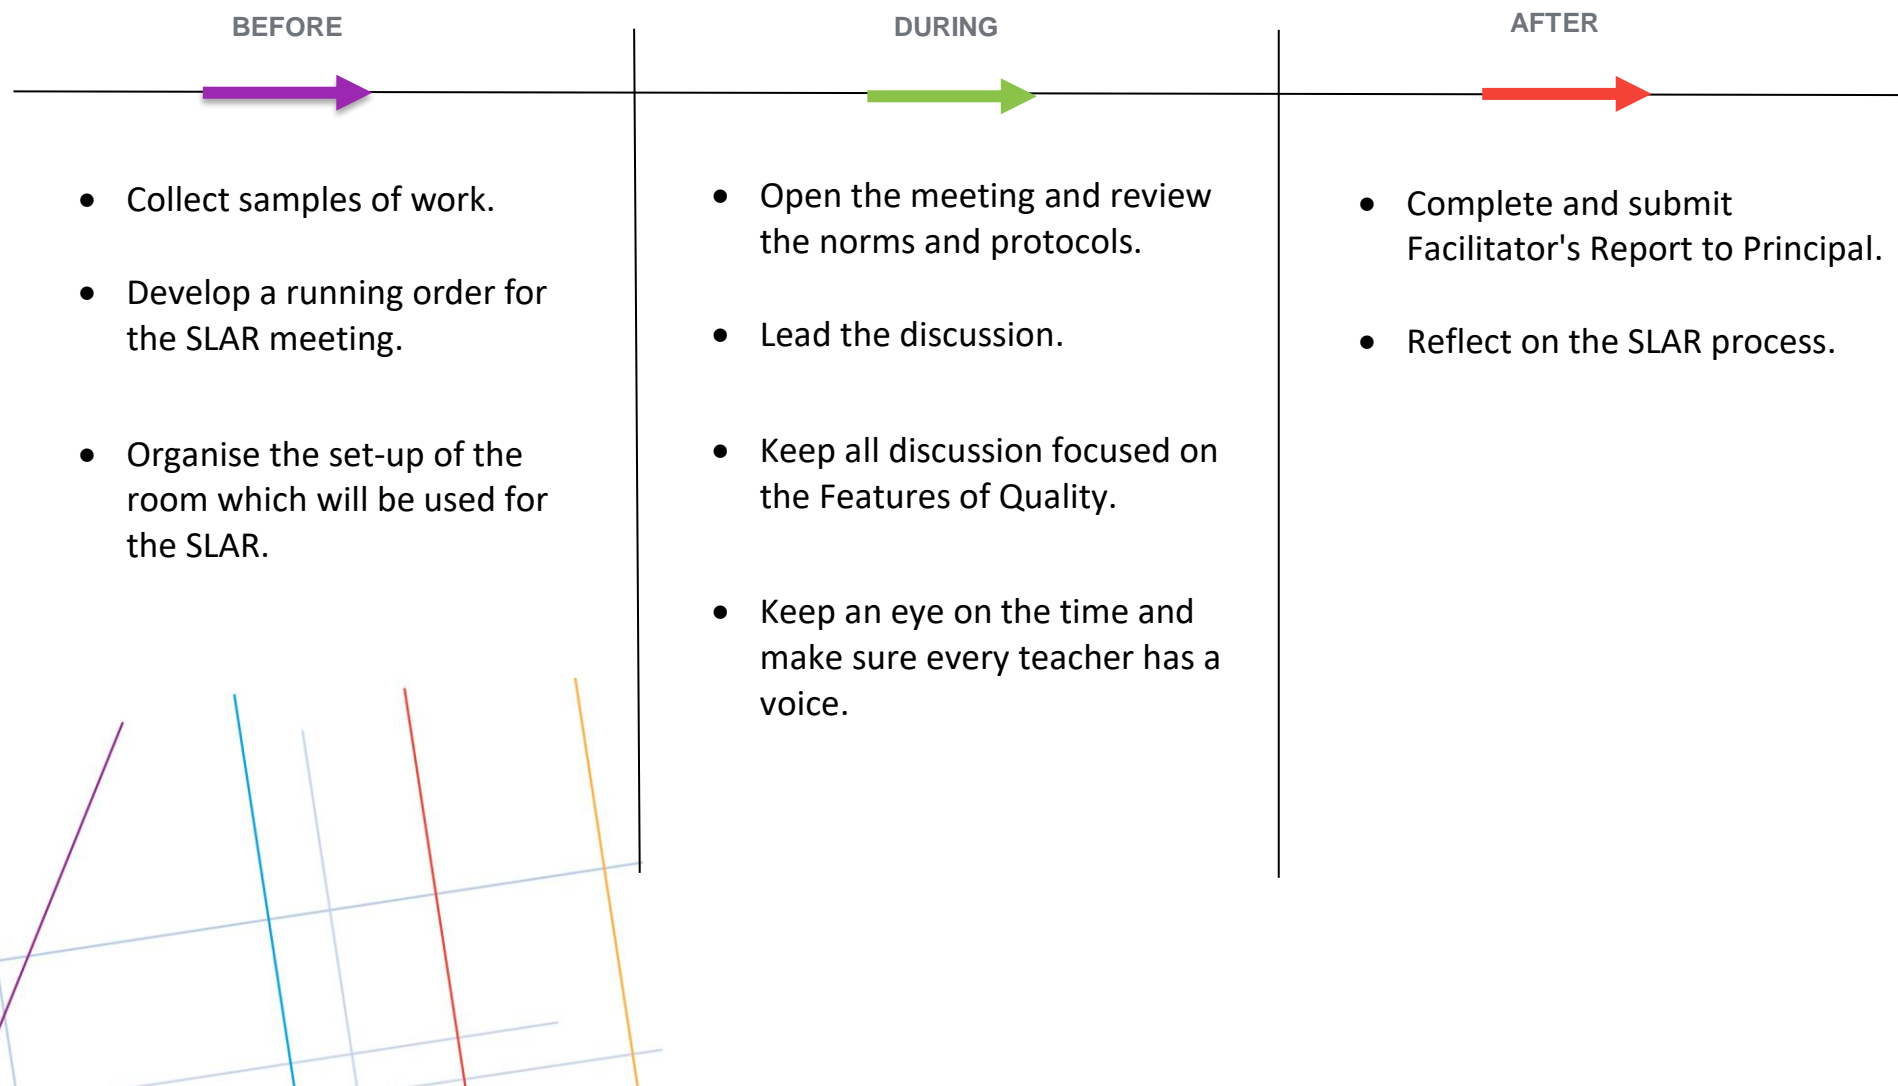 BEFORE
• Collect samples of work.
• Develop a running order for
the SLAR meeting.
• Organise the set-up of the
room which will be used for
the SLAR.
DURING
• Open the meeting and review
the norms and protocols.
• Lead the discussion.
• Keep all discussion focused on
the Features of Quality.
• Keep an eye on the time and
make sure every teacher has a
voice.
AFTER
• Complete and submit
Facilitator's Report to Principal.
• Reflect on the SLAR process.